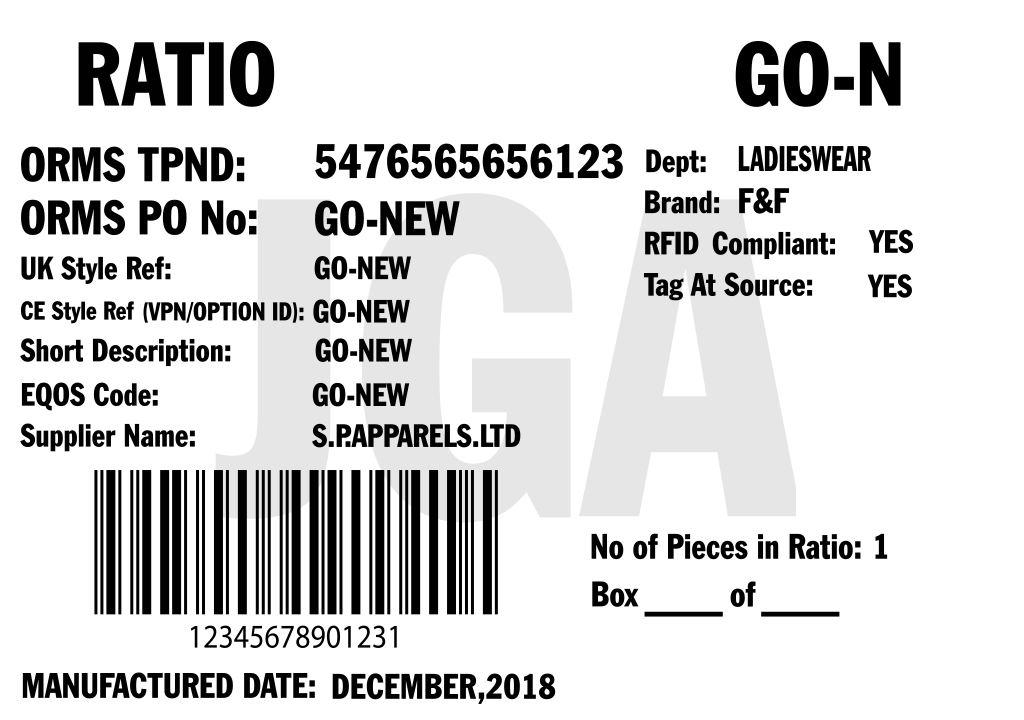 RATIO GO-N
ORMS TPND: 5476565656123
ORMS PO No: GO-NEW
UK Style Ref: GO-NEW
CE Style Ref (VPN/OPTION ID): GO-NEW
Short Description: GO-NEW
EQOS Code: GO-NEW
Supplier Name: S.P.APPARELS.LTD
Dept: LADIESWEAR
Brand: F&F
RFID Compliant: YES
Tag At Source: YES
JGA
12345678901231
No of Pieces in Ratio: 1
Box _____ of _____
MANUFACTURED DATE: DECEMBER,2018